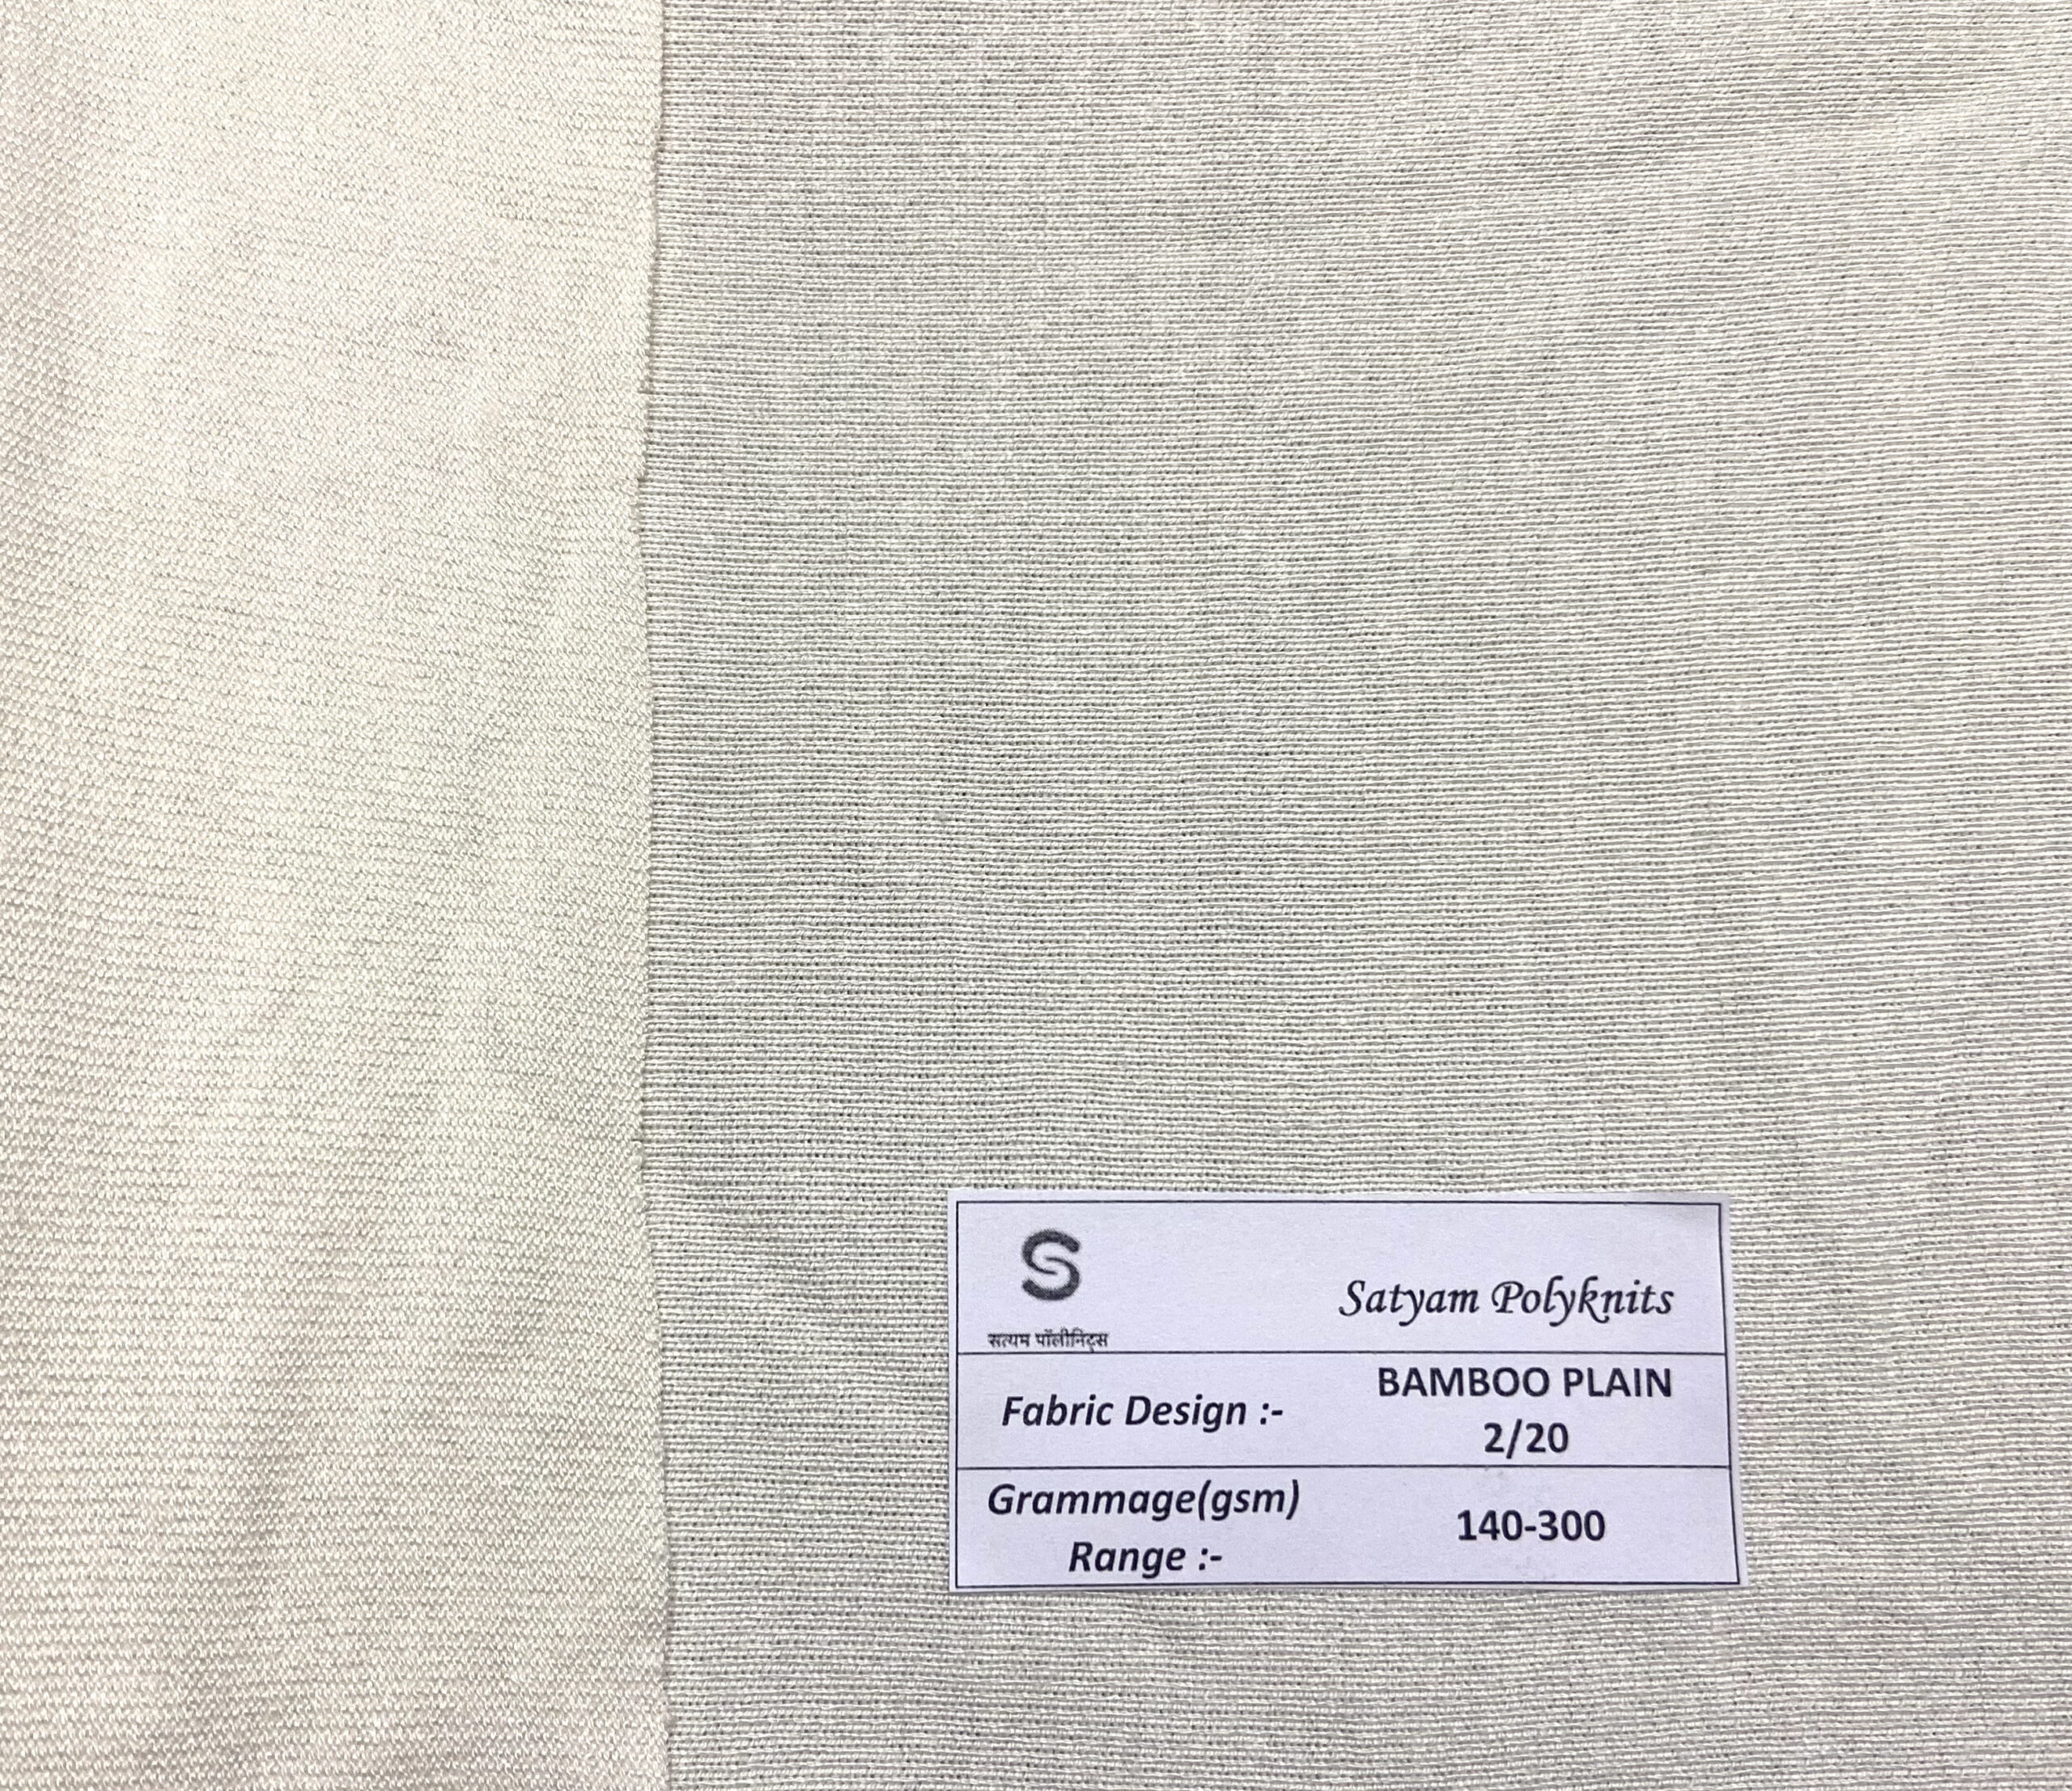 S
Satyam Polyknits
सत्यम पॉलीनिट्स
Fabric Design :-
BAMBOO PLAIN
2/20
Grammage(gsm)
Range :-
140-300